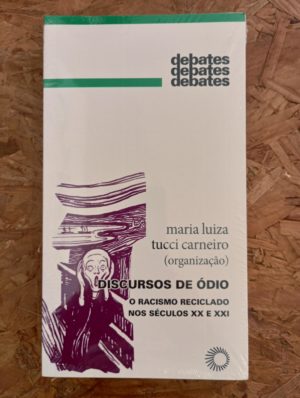 debates
debates
debates
maria luiza
tucci carneiro
(organização)
DISCURSOS DE ÓDIO
O RACISMO RECICLADO
NOS SÉCULOS XX E XXI